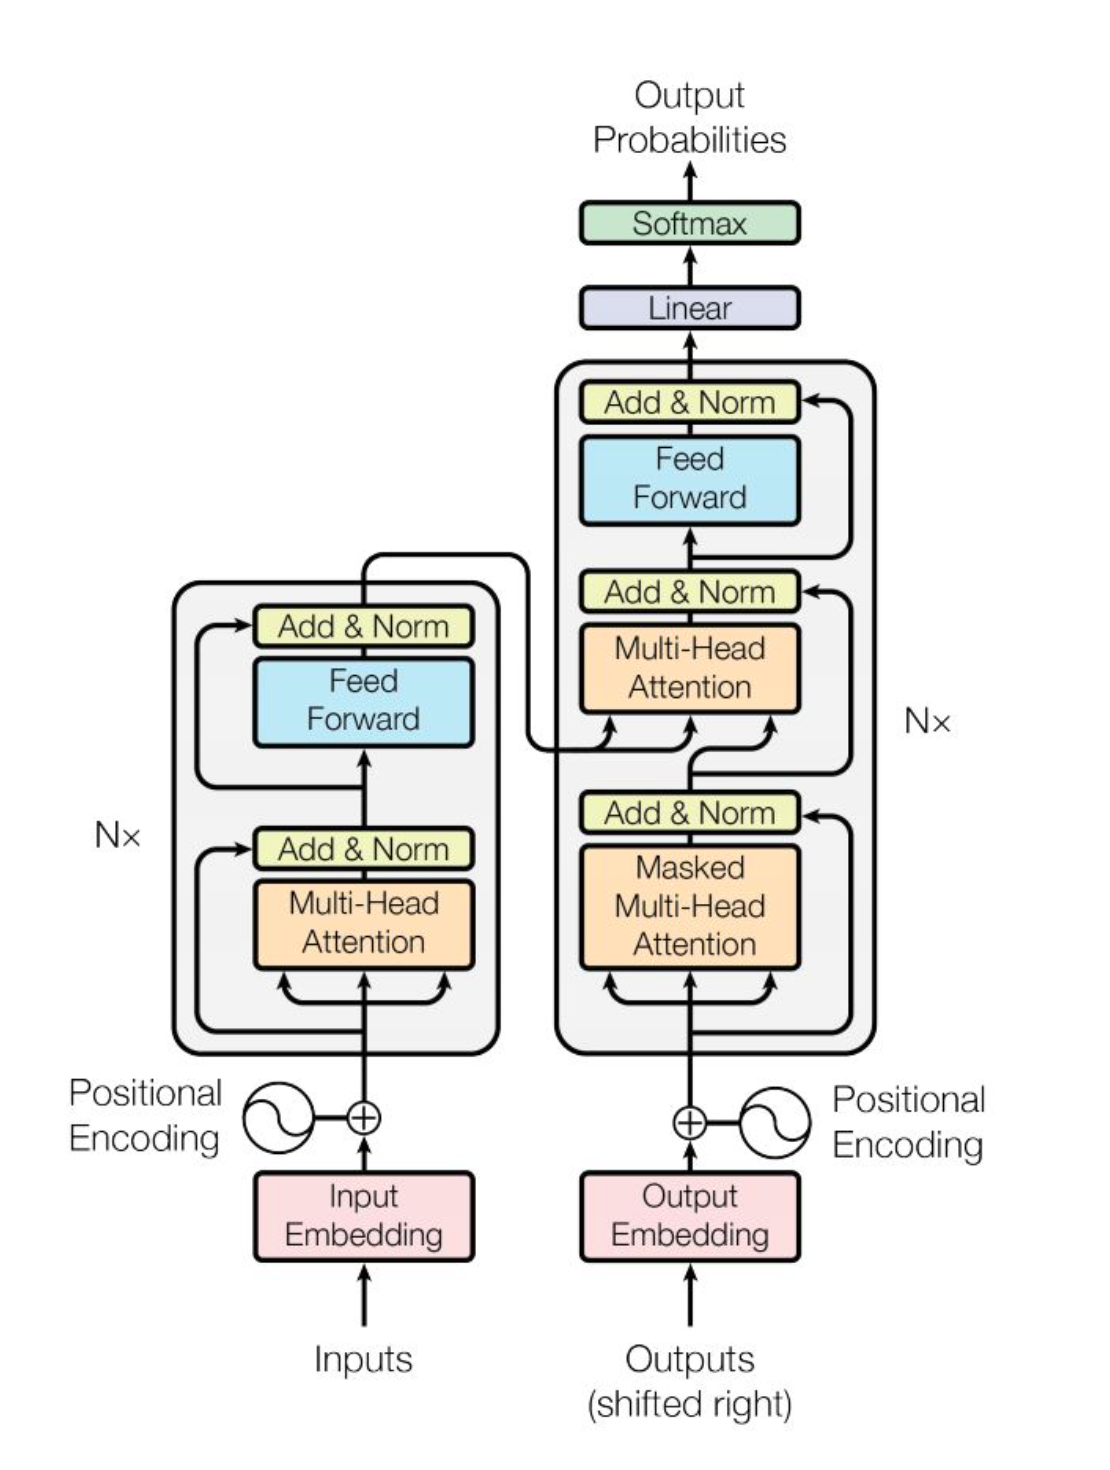 Output
Probabilities
Softmax
Linear
Add & Norm
Feed
Forward
Add & Norm
Multi-Head
Attention
Add & Norm
Masked
Multi-Head
Attention
N×
Add & Norm
Feed
Forward
Add & Norm
Multi-Head
Attention
N×
Positional
Encoding
Positional
Encoding
Input
Embedding
Output
Embedding
Inputs
Outputs
(shifted right)